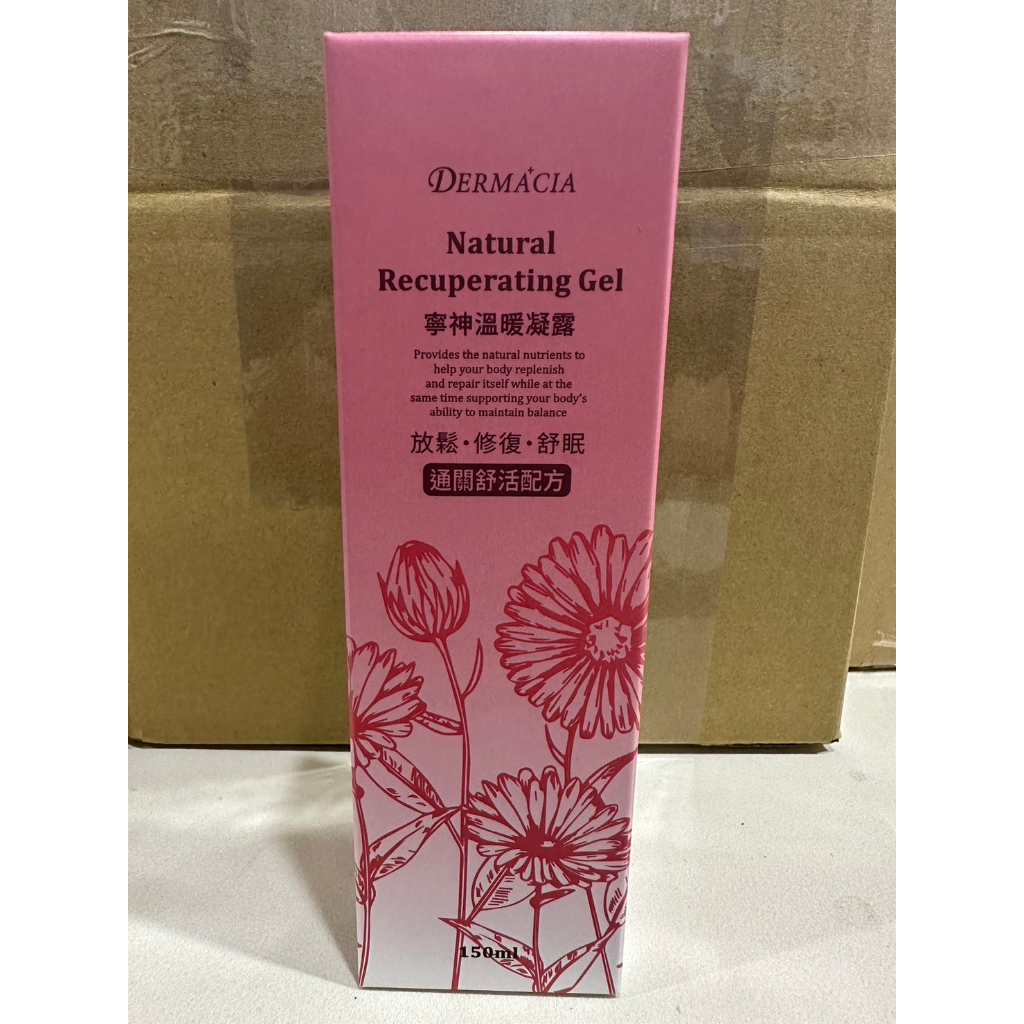 DERMACIA
Natural
Recuperating Gel
寧神溫暖凝露
Provides the natural nutrients to
help your body replenish
and repair itself while at the
same time supporting your body's
ability to maintain balance
放鬆・修復・舒眠
通關舒活配方
150ml